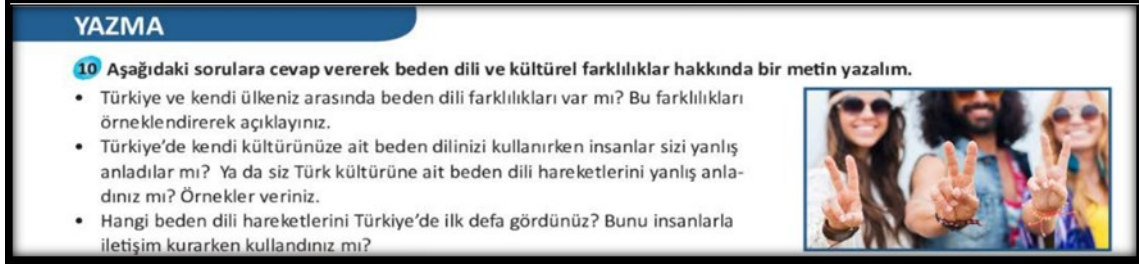 YAZMA
10 Aşağıdaki sorulara cevap vererek beden dili ve kültürel farklılıklar hakkında bir metin yazalım.
• Türkiye ve kendi ülkeniz arasında beden dili farklılıkları var mı? Bu farklılıkları
örneklendirerek açıklayınız.
• Türkiye'de kendi kültürünüze ait beden dilinizi kullanırken insanlar sizi yanlış
anladılar mı? Ya da siz Türk kültürüne ait beden dili hareketlerini yanlış anla-
dınız mı? Örnekler veriniz.
• Hangi beden dili hareketlerini Türkiye'de ilk defa gördünüz? Bunu insanlarla
iletişim kurarken kullandınız mı?